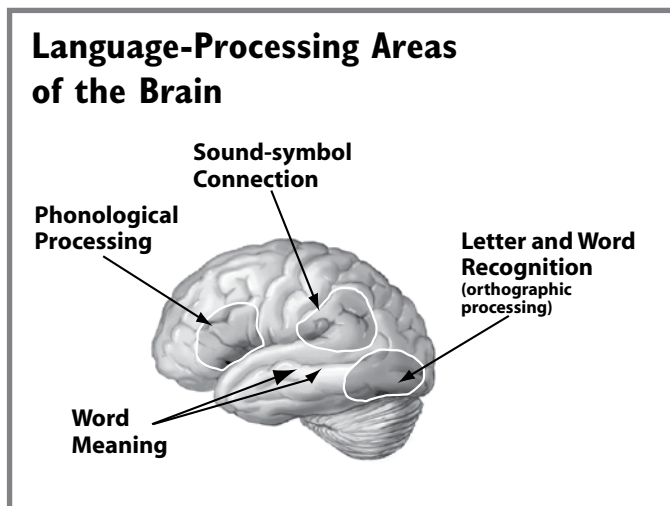 Language-Processing Areas
of the Brain
Sound-symbol
Connection
Phonological
Processing
Letter and Word
Recognition
(orthographic
processing)
Word
Meaning